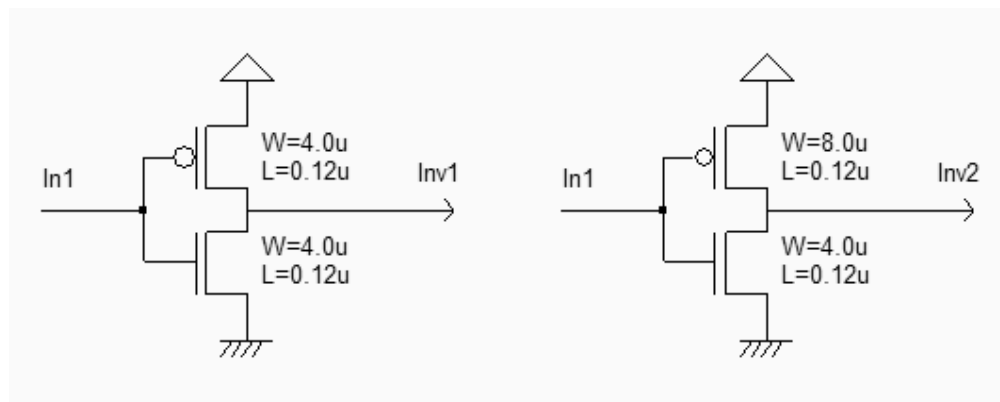 W=4.0u
L=0.12u
In1
Inv1
W=4.0u
L=0.12u
W=8.0u
L=0.12u
In1
Inv2
W=4.0u
L=0.12u